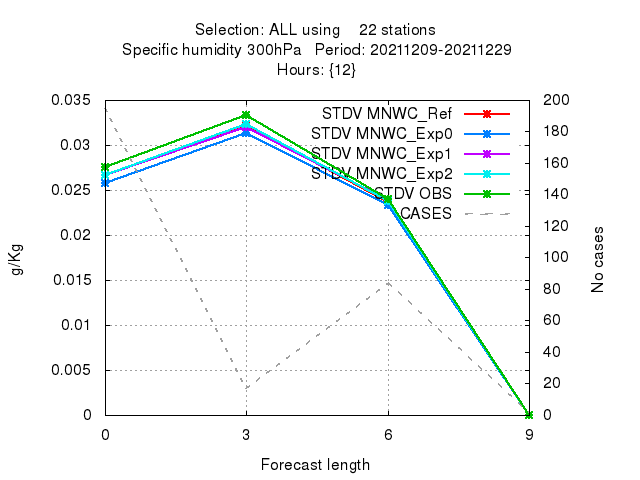 Selection: ALL using    22 stations
Specific humidity 300hPa   Period: 20211209-20211229
Hours: {12}
0.035
0.03
0.025
0.02
0.015
0.01
0.005
0
g/Kg
STDV MNWC_Ref
STDV MNWC_Exp0
STDV MNWC_Exp1
STDV MNWC_Exp2
STDV OBS
CASES
200
180
160
140
120
100
80
60
40
20
0
No cases
0
3
6
9
Forecast length